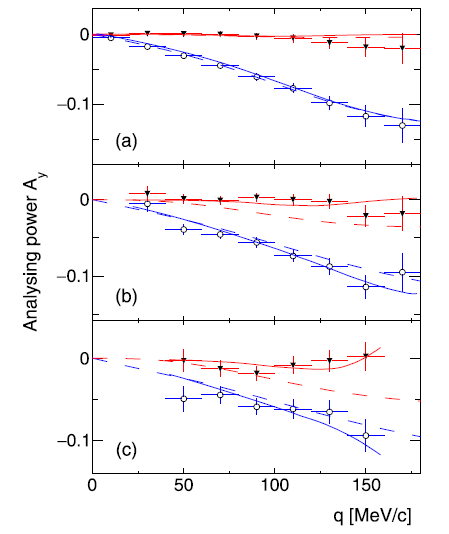 0
−0.1
(a)
0
−0.1
(b)
0
−0.1
(c)
Analysing power A_y
0 50 100 150
q [MeV/c]